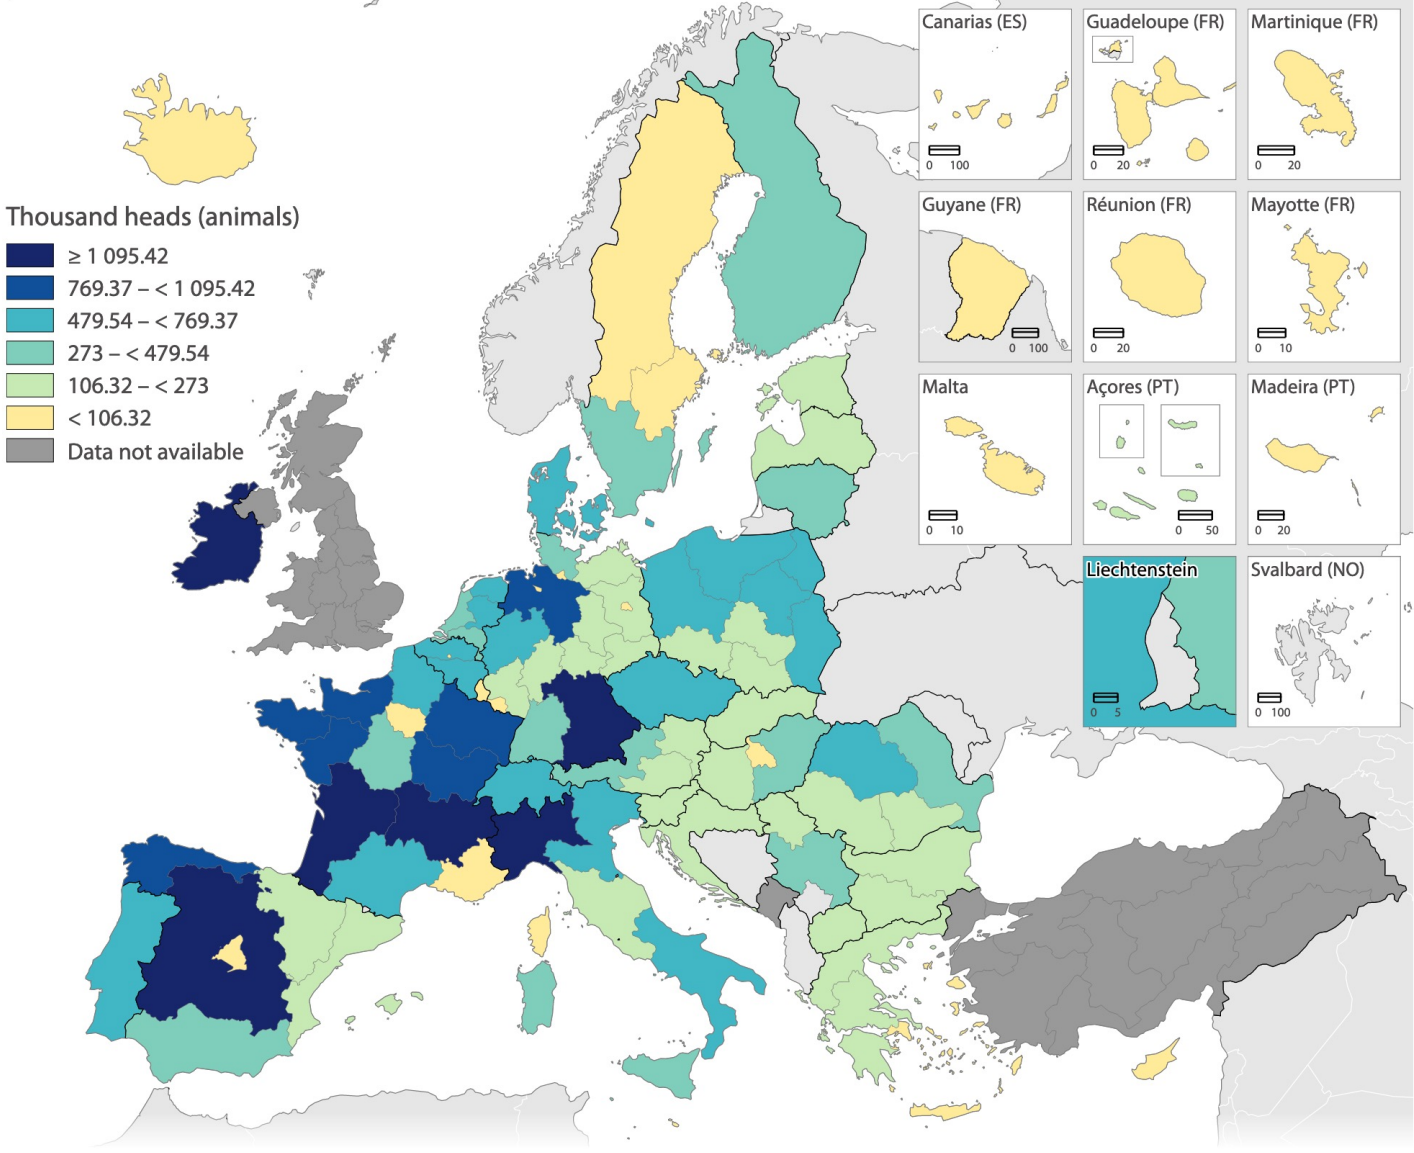 Thousand heads (animals)
≥ 1 095.42
769.37 – < 1 095.42
479.54 – < 769.37
273 – < 479.54
106.32 – < 273
< 106.32
Data not available
Canarias (ES)
0 100
Guadeloupe (FR)
0 20
Martinique (FR)
0 20
Guyane (FR)
0 100
Réunion (FR)
0 20
Mayotte (FR)
0 10
Malta
0 10
Açores (PT)
0 50
Madeira (PT)
0 20
Liechtenstein
0 5
Svalbard (NO)
0 100